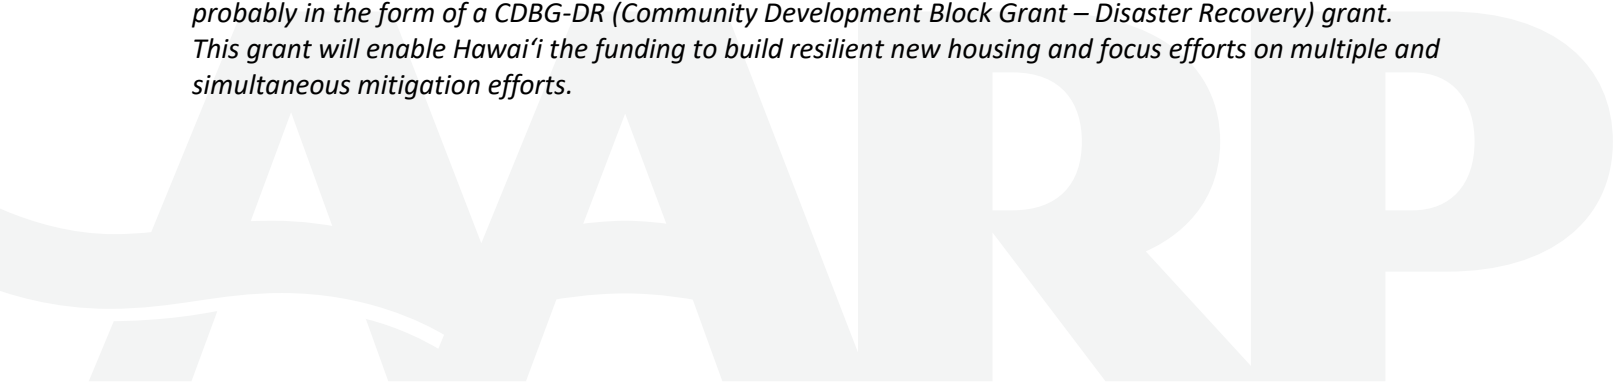 probably in the form of a CDBG-DR (Community Development Block Grant – Disaster Recovery) grant.
This grant will enable Hawai‘i the funding to build resilient new housing and focus efforts on multiple and
simultaneous mitigation efforts.
AARP